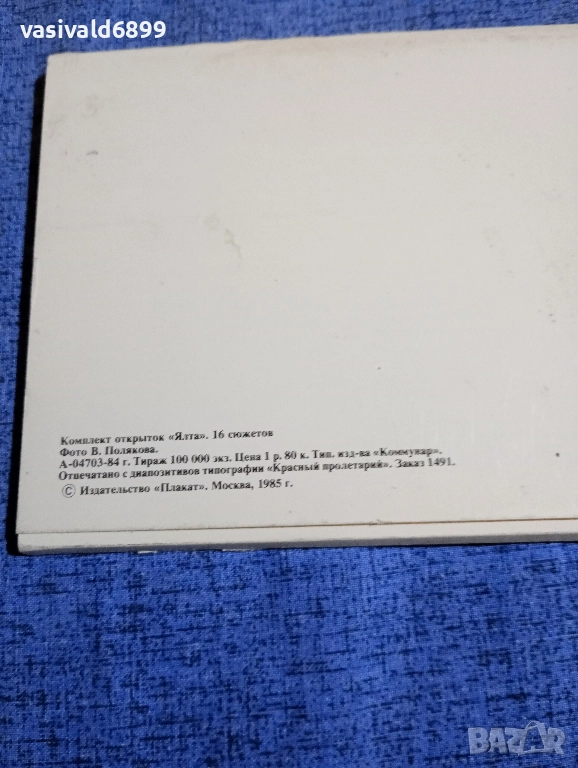 vasivald6899
Комплект открыток «Ялта». 16 сюжетов
Фото В. Полякова.
А-04703-84 г. Тираж 100 000 экз. Цена 1 р. 80 к. Тип. изд-ва «Коммунар».
Отпечатано с диапозитивов типографии «Красный пролетарий». Заказ 1491.
© Издательство «Плакат». Москва, 1985 г.
BAZAR